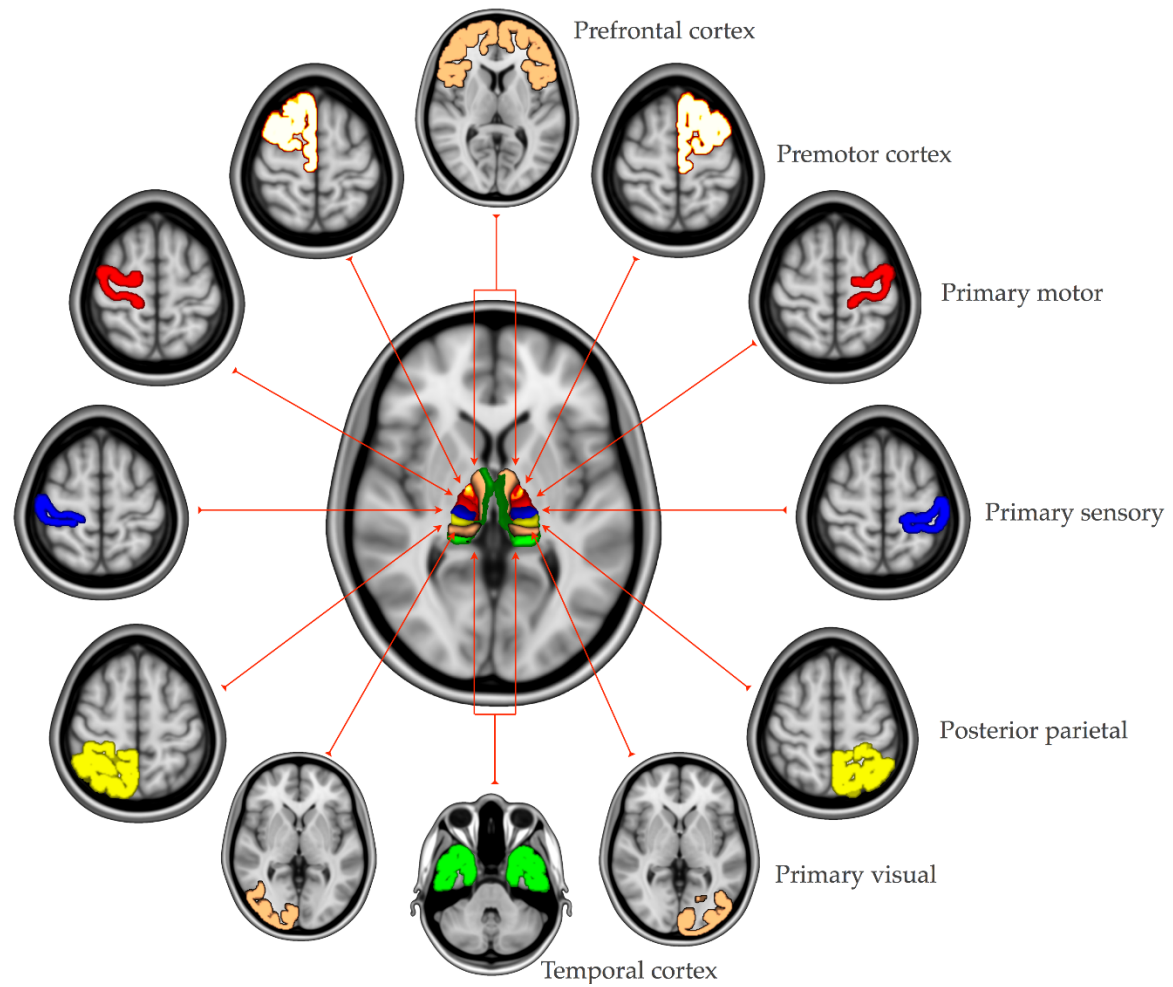 Prefrontal cortex
Premotor cortex
Primary motor
Primary sensory
Posterior parietal
Primary visual
Temporal cortex